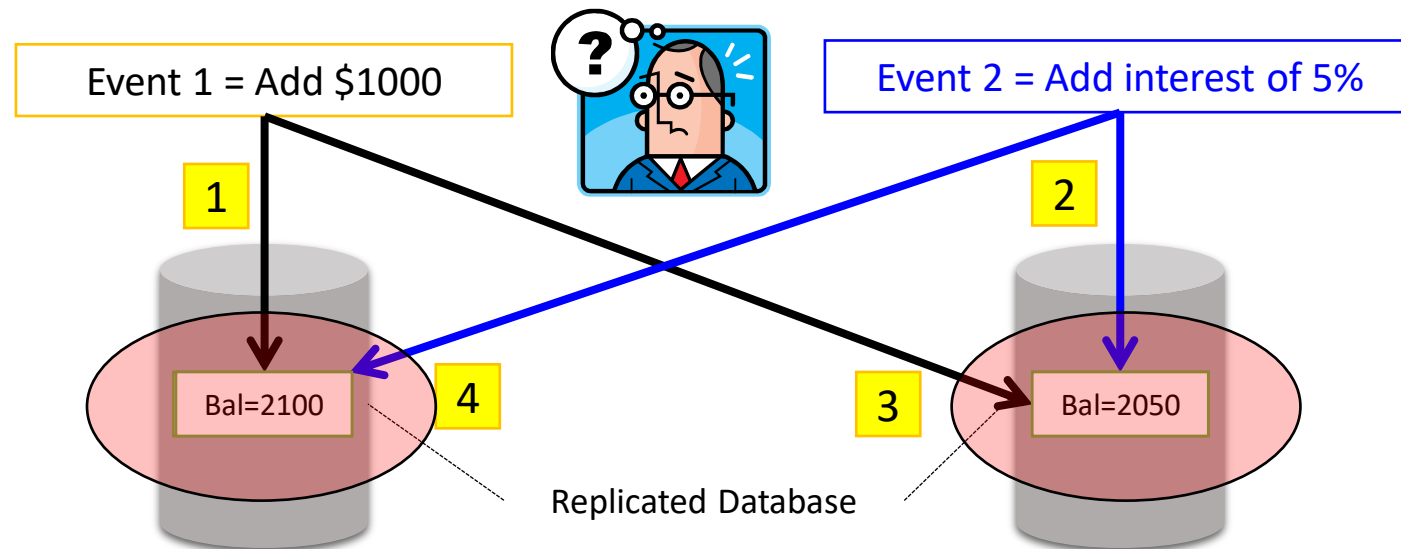 Event 1 = Add $1000
?
Event 2 = Add interest of 5%
1
2
Bal=2100
4
3
Bal=2050
Replicated Database